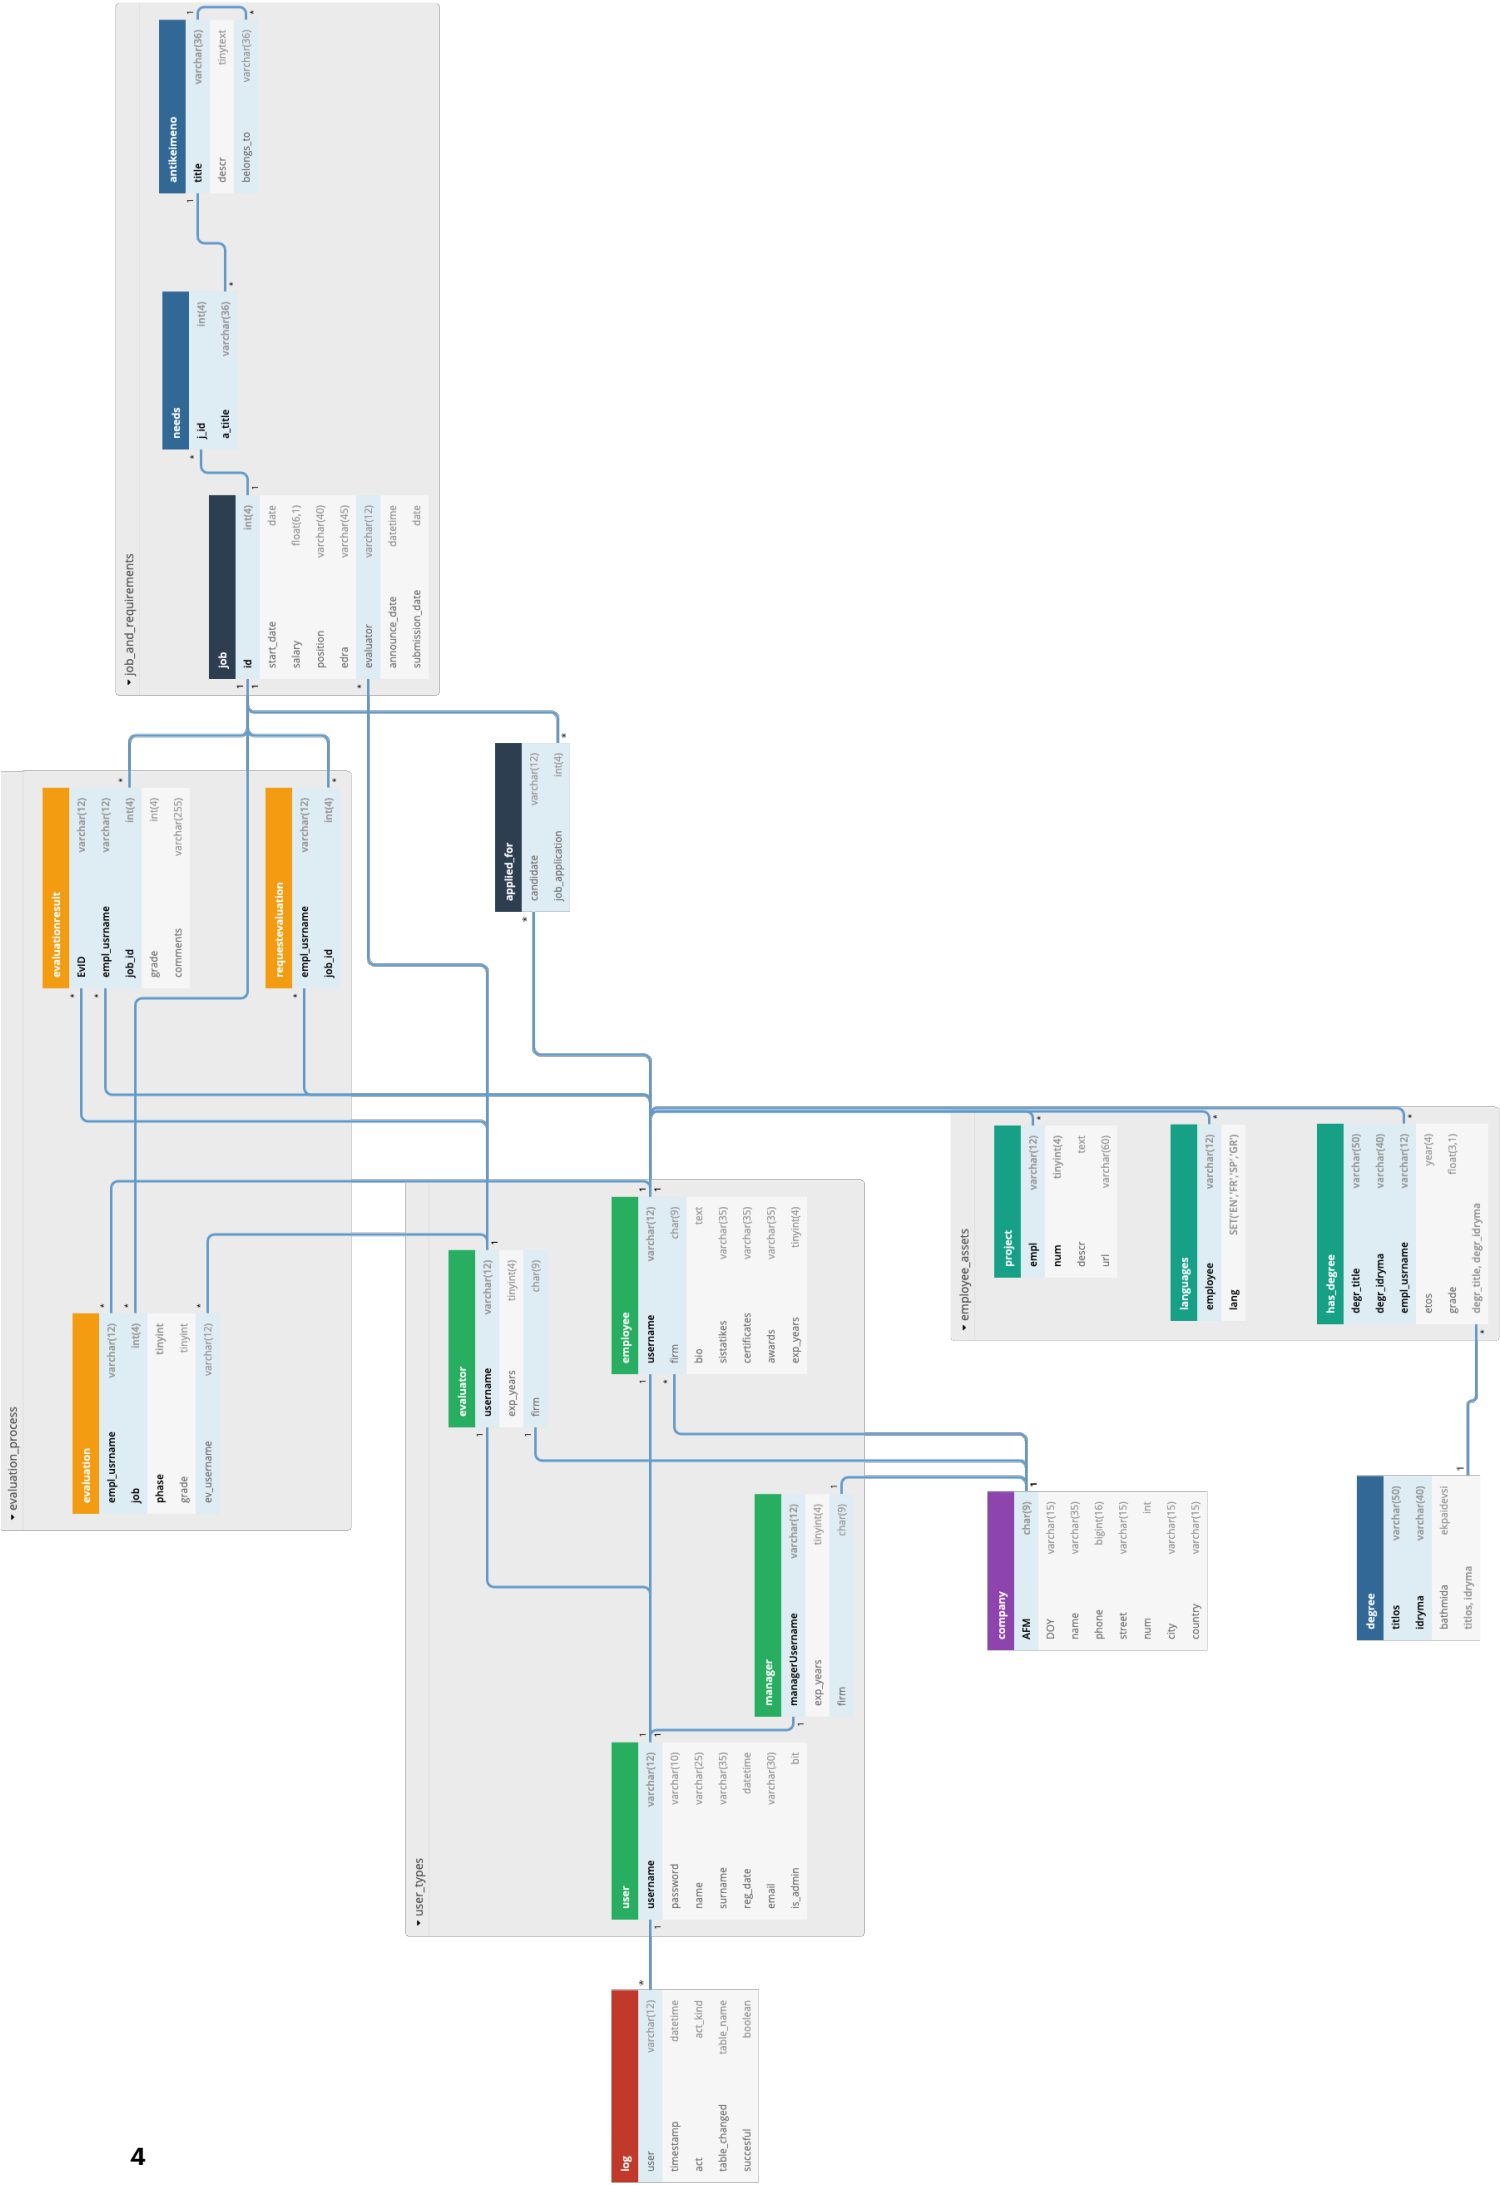 4
log
user varchar(12)
timestamp datetime
act act_kind
table_changed table_name
succesful boolean
user_types
user
username varchar(12)
password varchar(10)
name varchar(25)
surname varchar(35)
reg_date datetime
email varchar(30)
is_admin bit
manager
managerUsername varchar(12)
exp_years tinyint(4)
firm char(9)
evaluator
username varchar(12)
exp_years tinyint(4)
firm char(9)
employee
username varchar(12)
firm char(9)
bio text
sistatikes varchar(35)
certificates varchar(35)
awards varchar(35)
exp_years tinyint(4)
evaluation_process
evaluation
empl_usrname varchar(12)
job int(4)
phase tinyint
grade tinyint
ev_username varchar(12)
evaluationresult
EvID varchar(12)
empl_usrname varchar(12)
job_id int(4)
grade int(4)
comments varchar(255)
requestevaluation
empl_usrname varchar(12)
job_id int(4)
applied_for
candidate varchar(12)
job_application int(4)
job_and_requirements
job
id int(4)
start_date date
salary float(6,1)
position varchar(40)
edra varchar(45)
evaluator varchar(12)
announce_date datetime
submission_date date
needs
j_id int(4)
a_title varchar(36)
antikeimeno
title varchar(36)
descr tinytext
belongs_to varchar(36)
company
AFM char(9)
DOY varchar(15)
name varchar(35)
phone bigint(16)
street varchar(15)
num int
city varchar(15)
country varchar(15)
degree
titlos varchar(50)
idryma varchar(40)
bathmida ekpaidevsi
titlos, idryma
employee_assets
project
empl varchar(12)
num tinyint(4)
descr text
url varchar(60)
languages
employee varchar(12)
lang SET('EN','FR','SP','GR')
has_degree
degr_title varchar(50)
degr_idryma varchar(40)
empl_usrname varchar(12)
etos year(4)
grade float(3,1)
degr_title, degr_idryma